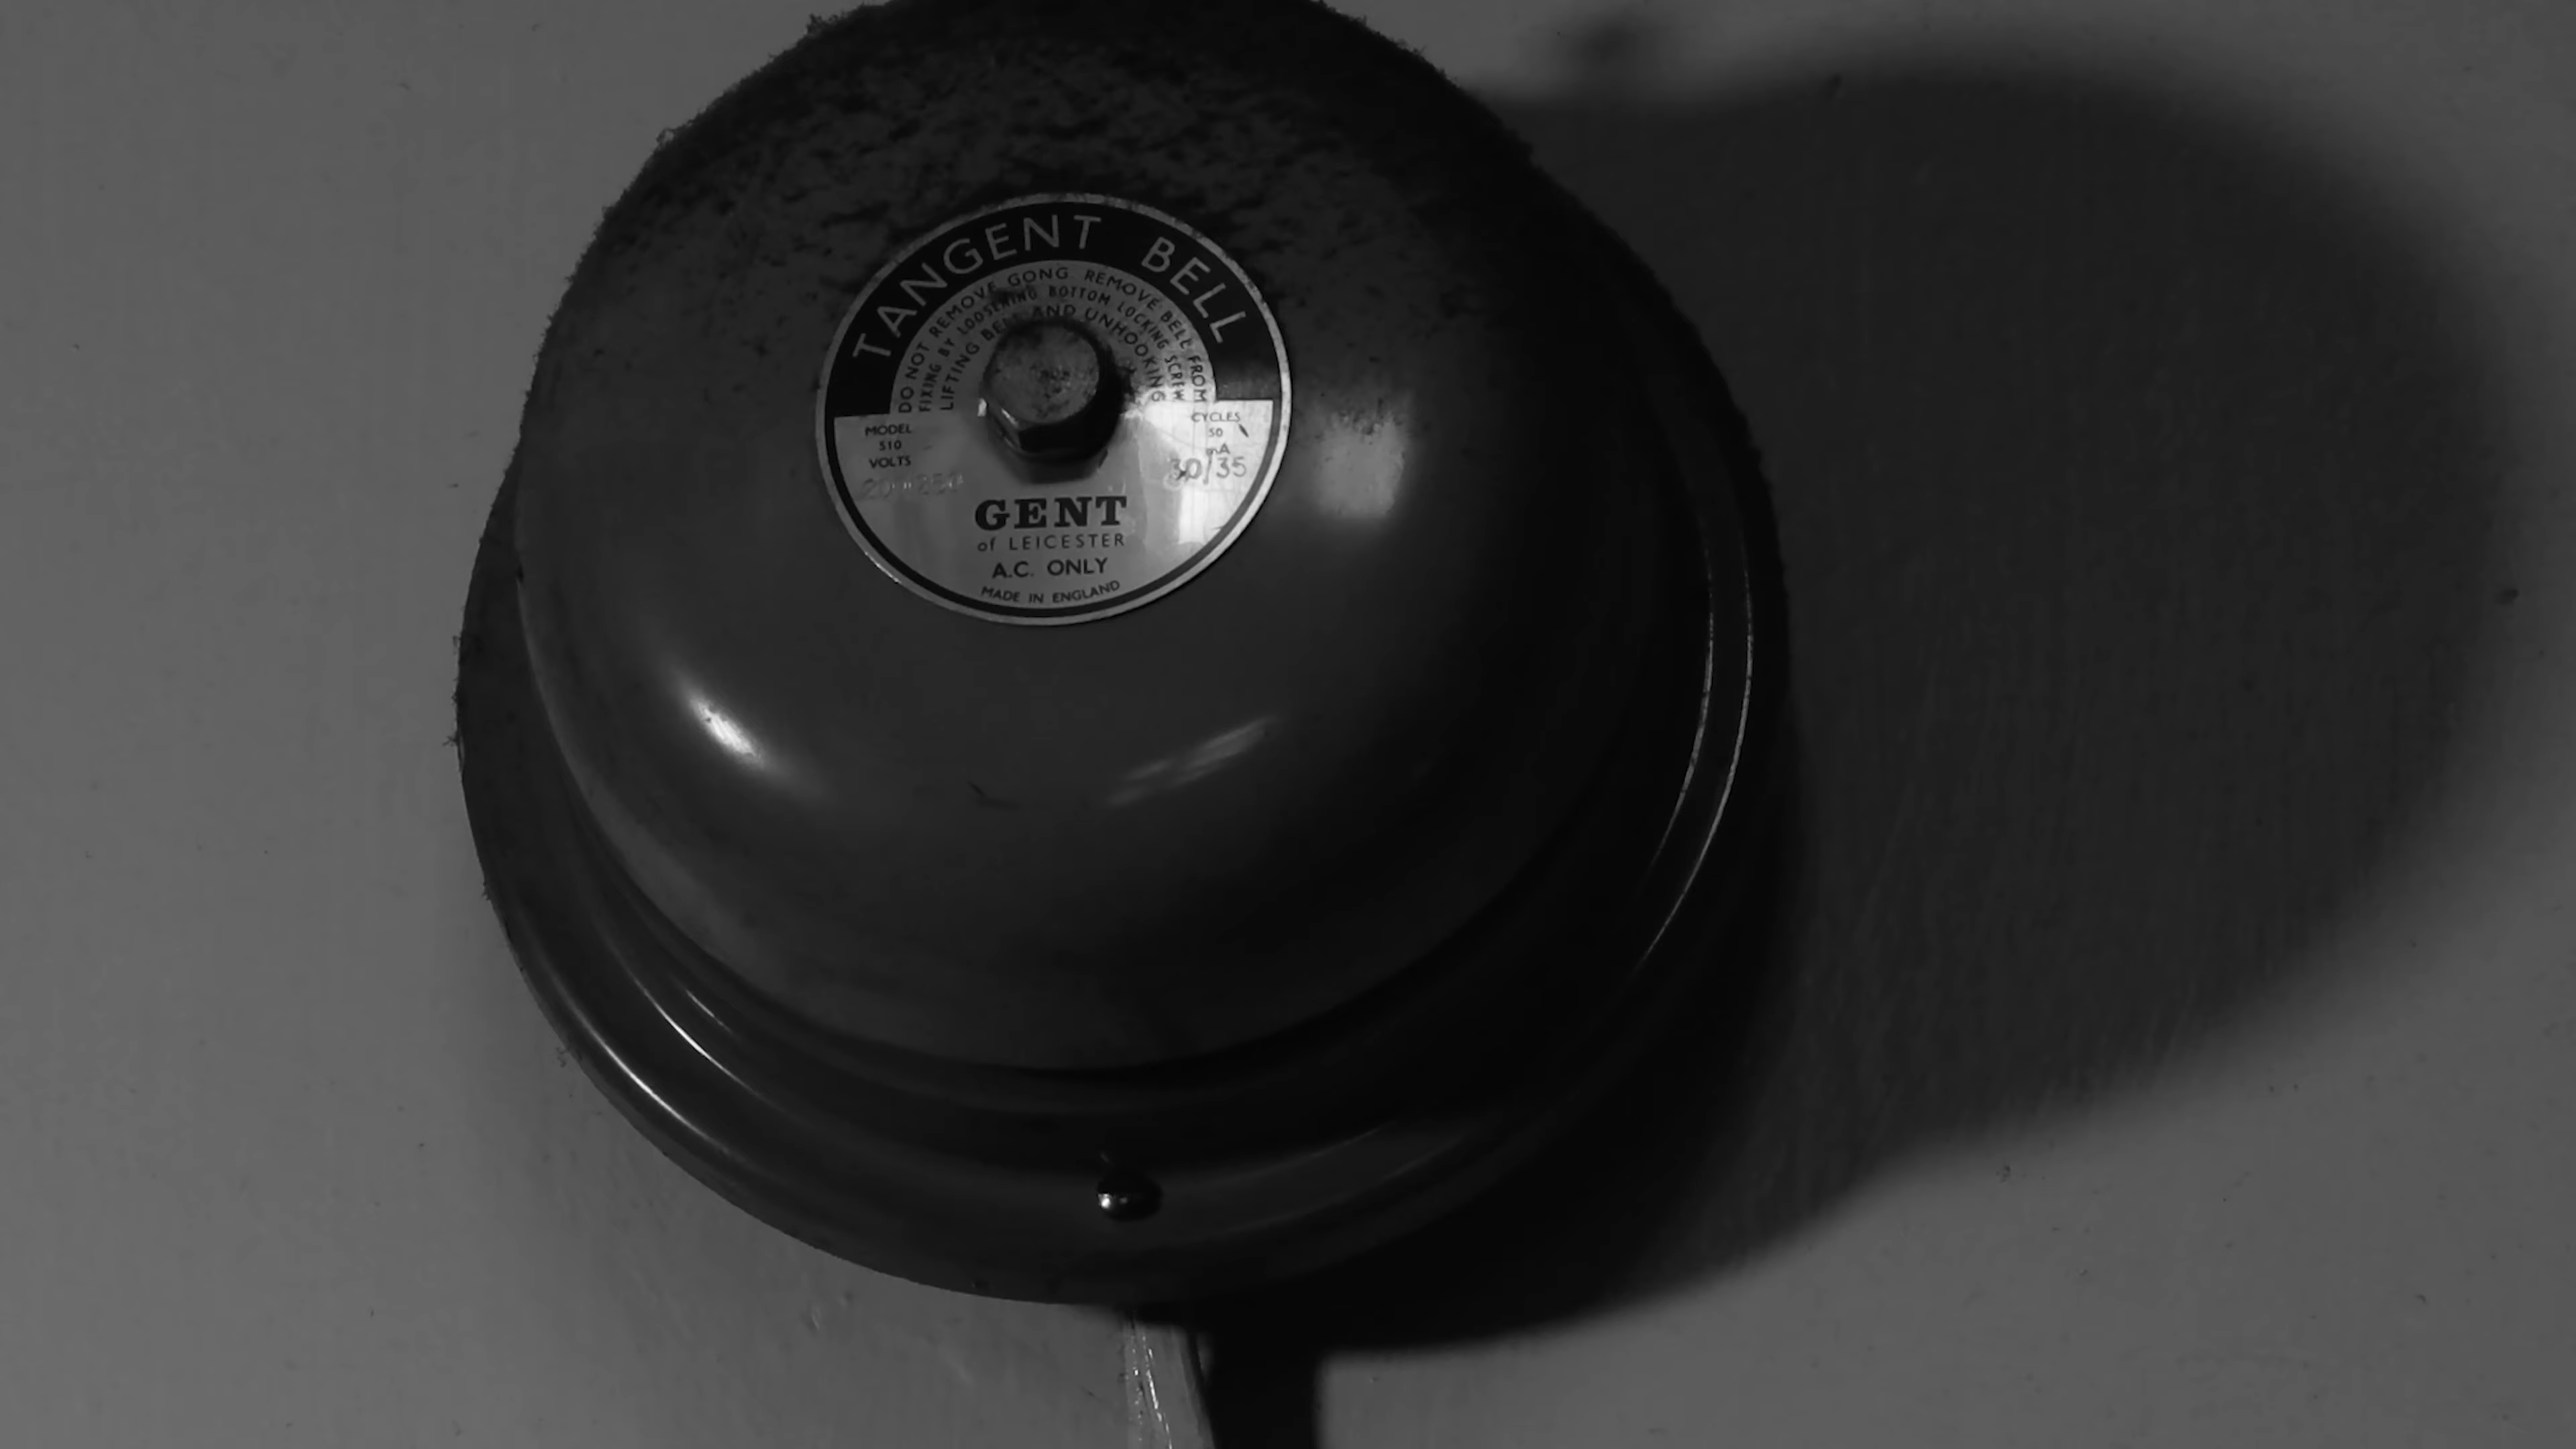 TANGENT BELL
DO NOT REMOVE GONG. REMOVE BELL FROM
FIXING BY LOOSENING BOTTOM LOCKING SCREW
LIFTING BELL AND UNHOOKING
MODEL
510
VOLTS
CYCLES
50
mA
30/35
GENT
of LEICESTER
A.C. ONLY
MADE IN ENGLAND